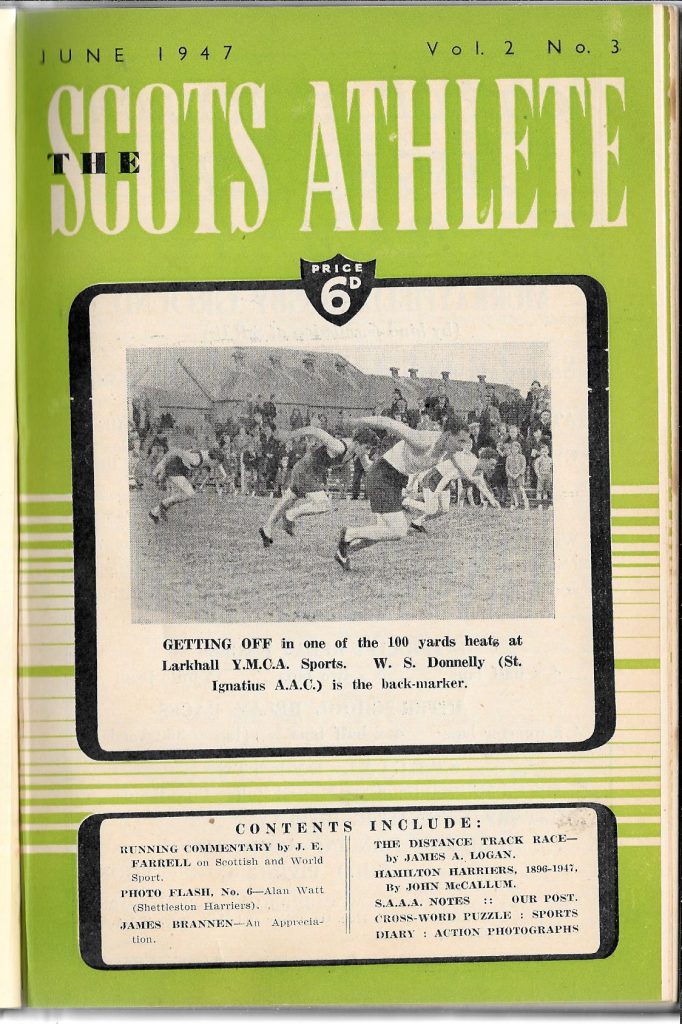 JUNE 1947 Vol. 2 No. 3
THE
SCOTS ATHLETE
PRICE
6D
GETTING OFF in one of the 100 yards heats at
Larkhall Y.M.C.A. Sports. W. S. Donnelly (St.
Ignatius A.A.C.) is the back-marker.
CONTENTS INCLUDE:
RUNNING COMMENTARY by J. E.
FARRELL on Scottish and World
Sport.
PHOTO FLASH, No. 6—Alan Watt
(Shettleston Harriers).
JAMES BRANNEN—An Apprecia-
tion.
THE DISTANCE TRACK RACE—
by JAMES A. LOGAN.
HAMILTON HARRIERS, 1896-1947,
By JOHN McCALLUM.
S.A.A.A. NOTES :: OUR POST.
CROSS-WORD PUZZLE : SPORTS
DIARY : ACTION PHOTOGRAPHS